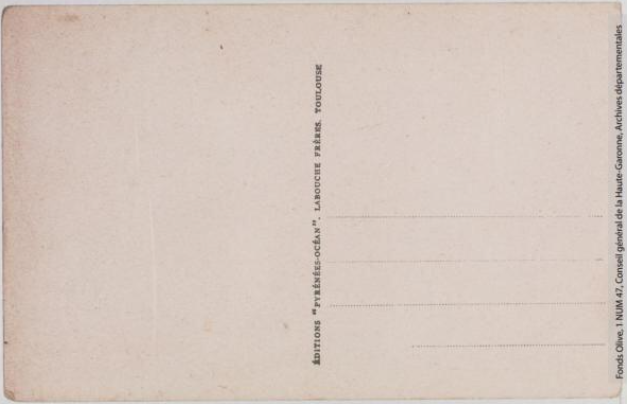 ÉDITIONS "PYRÉNÉES-OCÉAN", LABOUCHE FRÈRES, TOULOUSE
Fonds Olive, 1 NUM 47, Conseil général de la Haute-Garonne, Archives départementales